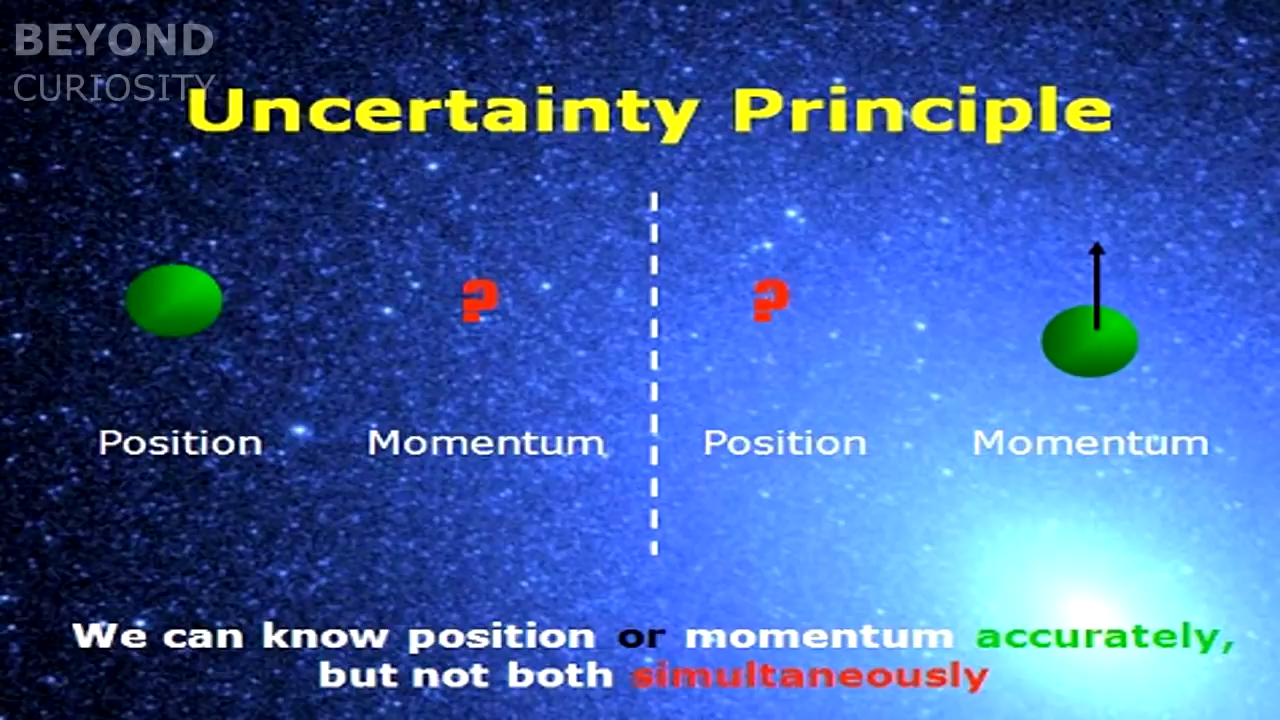 BEYOND
CURIOSITY
Uncertainty Principle
? ?
Position Momentum Position Momentum
We can know position or momentum accurately,
but not both simultaneously